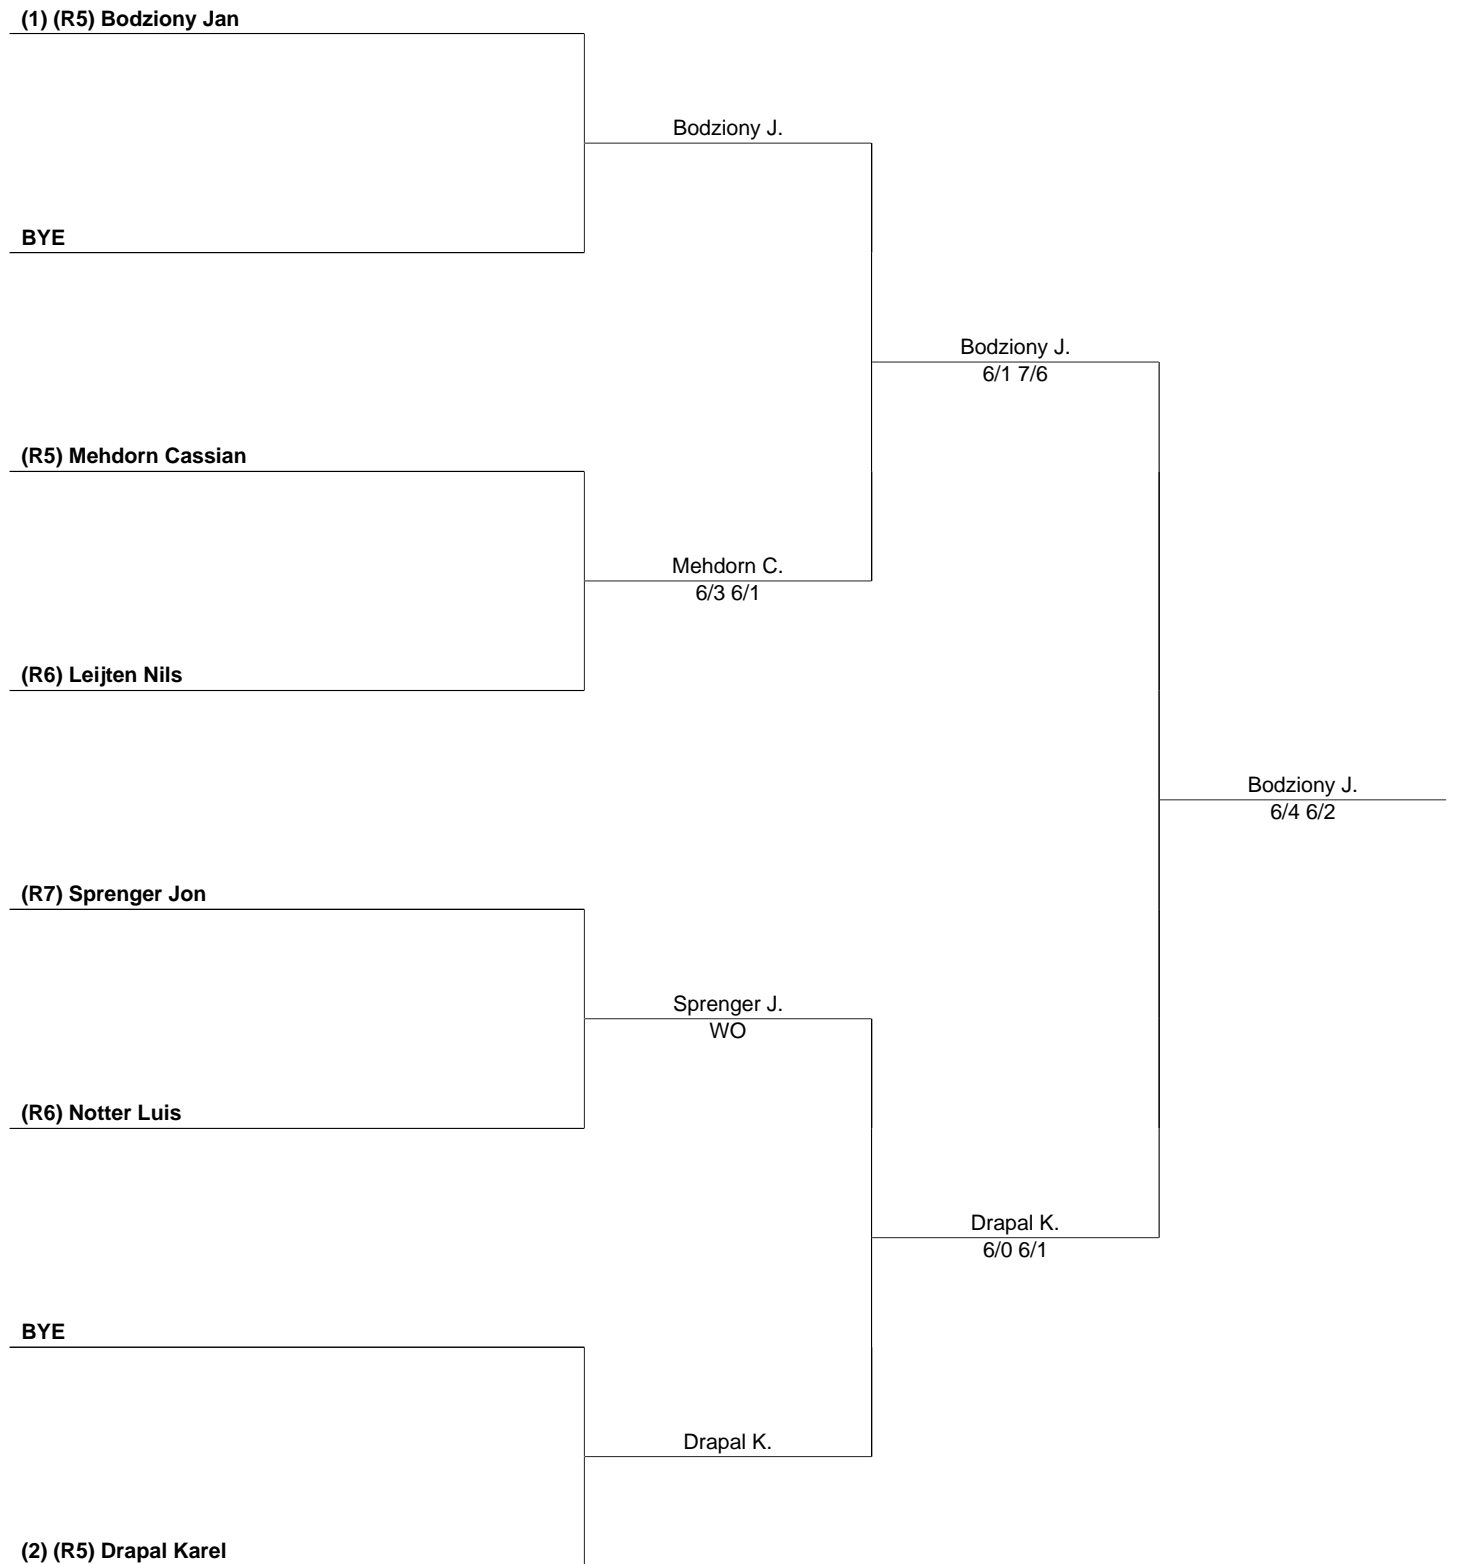 (1) (R5) Bodziony Jan
Bodziony J.
BYE
Bodziony J.
6/1 7/6
(R5) Mehdorn Cassian
Mehdorn C.
6/3 6/1
(R6) Leijten Nils
Bodziony J.
6/4 6/2
(R7) Sprenger Jon
Sprenger J.
WO
(R6) Notter Luis
Drapal K.
6/0 6/1
BYE
Drapal K.
(2) (R5) Drapal Karel